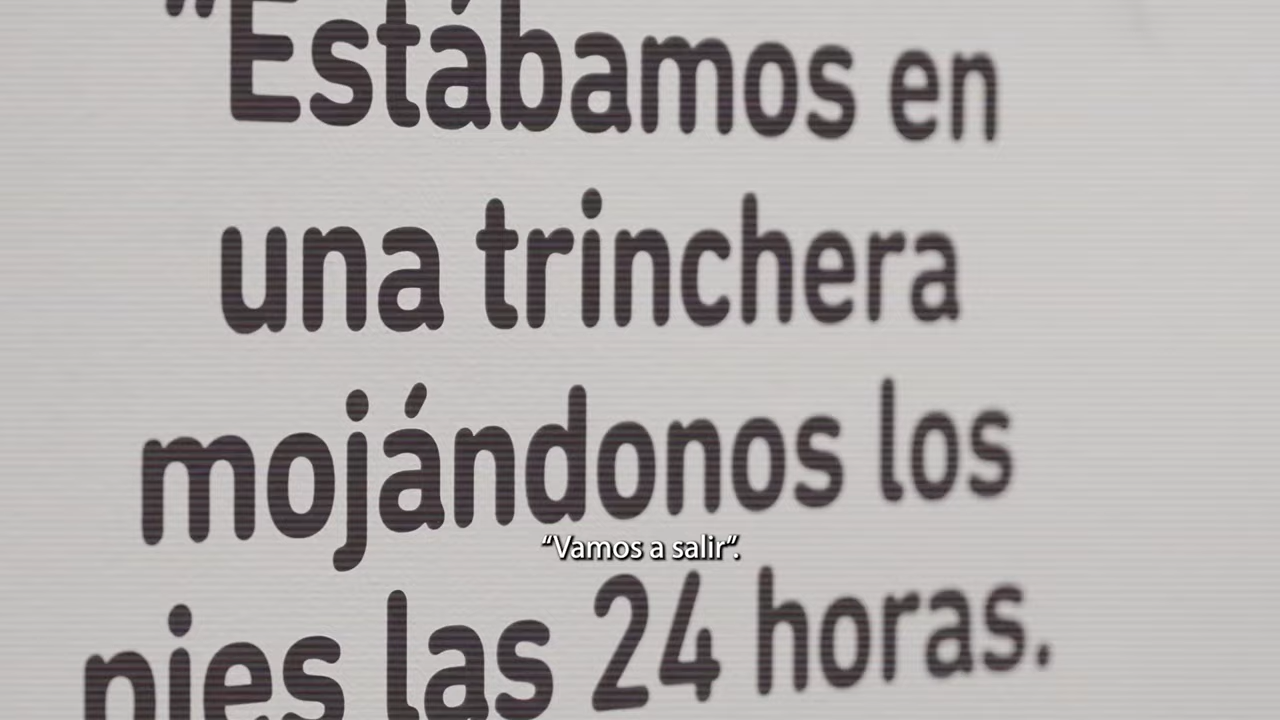 "Estábamos en
una trinchera
mojándonos los
pies las 24 horas.
“Vamos a salir”.